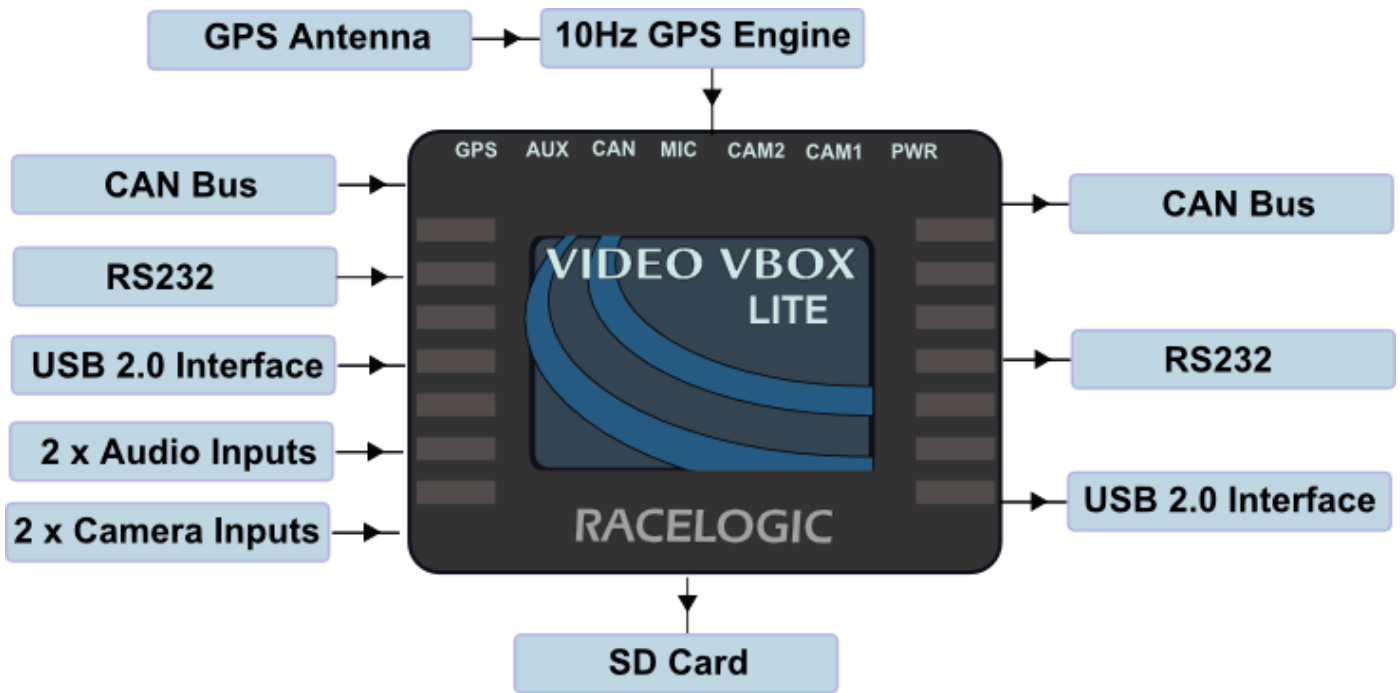 GPS Antenna
10Hz GPS Engine
GPS AUX CAN MIC CAM2 CAM1 PWR
CAN Bus
RS232
USB 2.0 Interface
2 x Audio Inputs
2 x Camera Inputs
VIDEO VBOX
LITE
RACELOGIC
CAN Bus
RS232
USB 2.0 Interface
SD Card